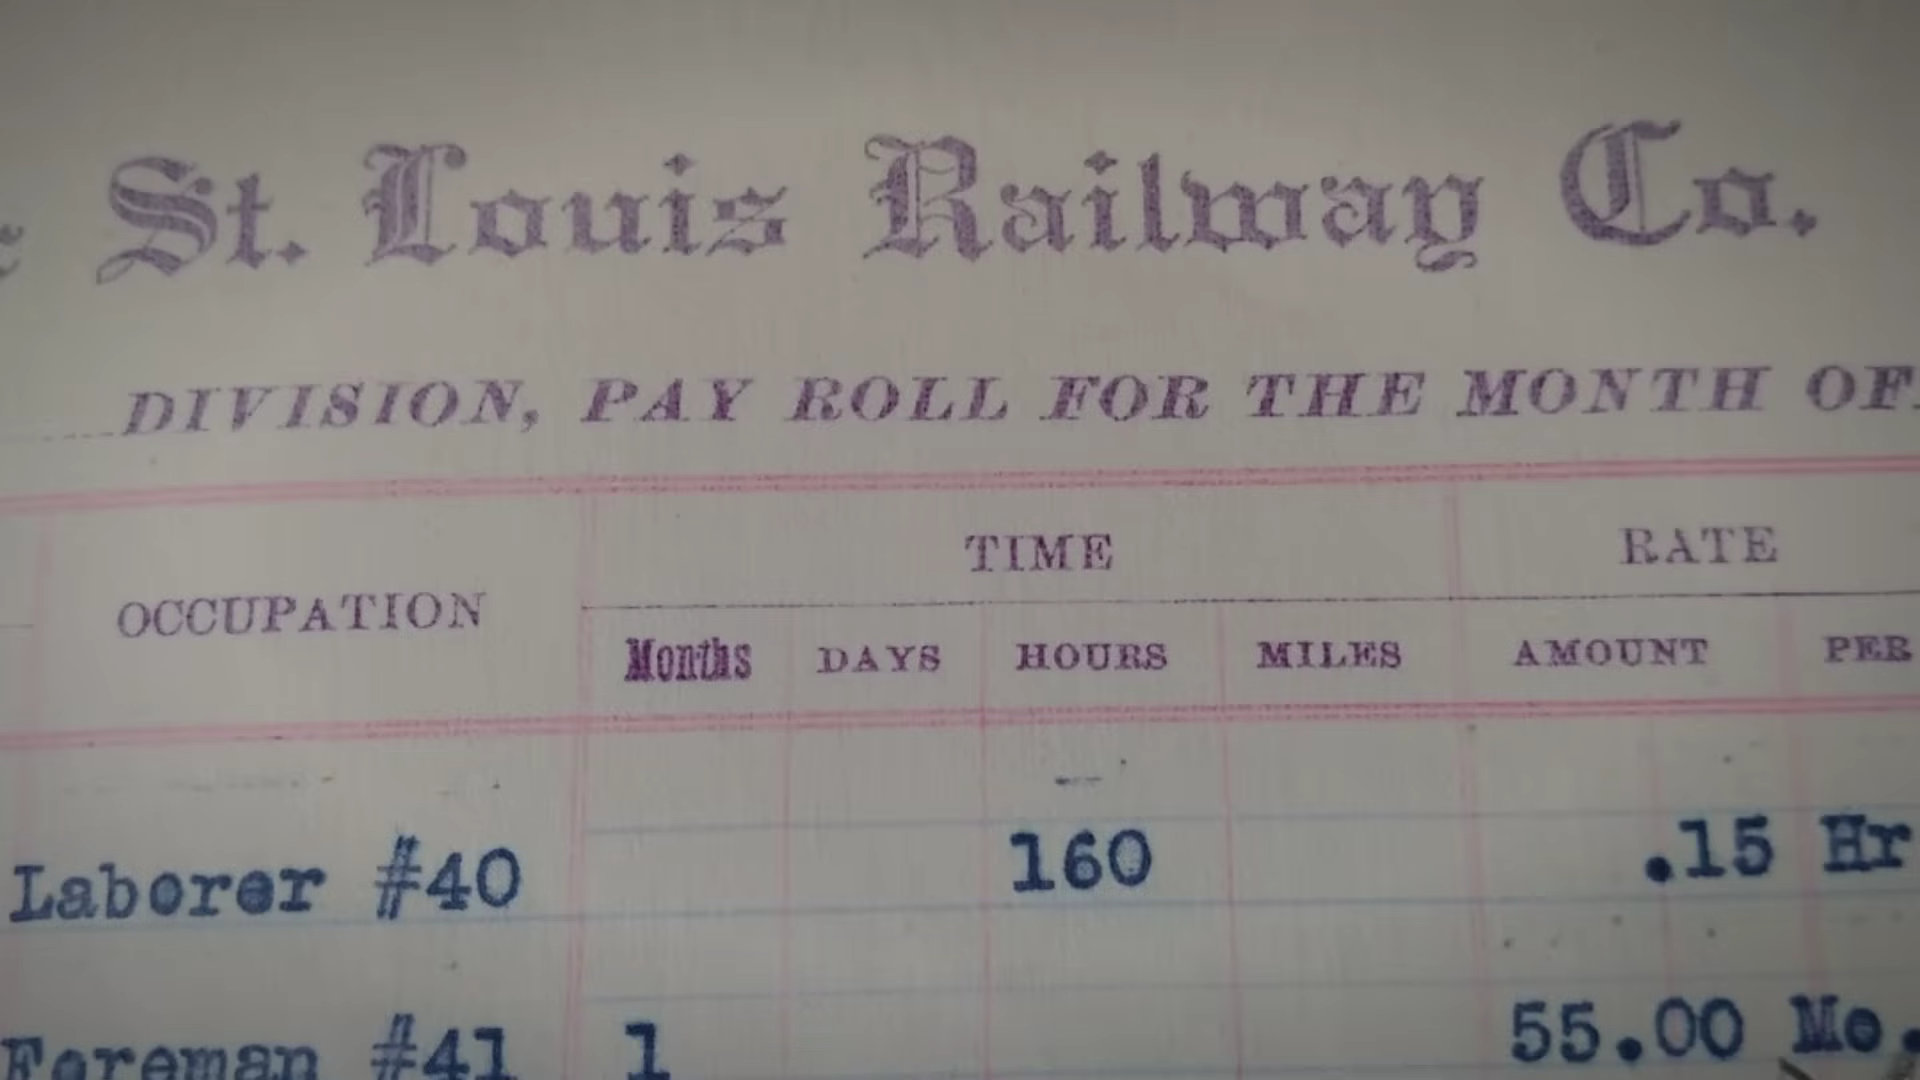 St. Louis Railway Co.
DIVISION, PAY ROLL FOR THE MONTH OF
OCCUPATION TIME RATE
Months DAYS HOURS MILES AMOUNT PER
Laborer #40 160 .15 Hr
Foreman #41 1 55.00 Mo.